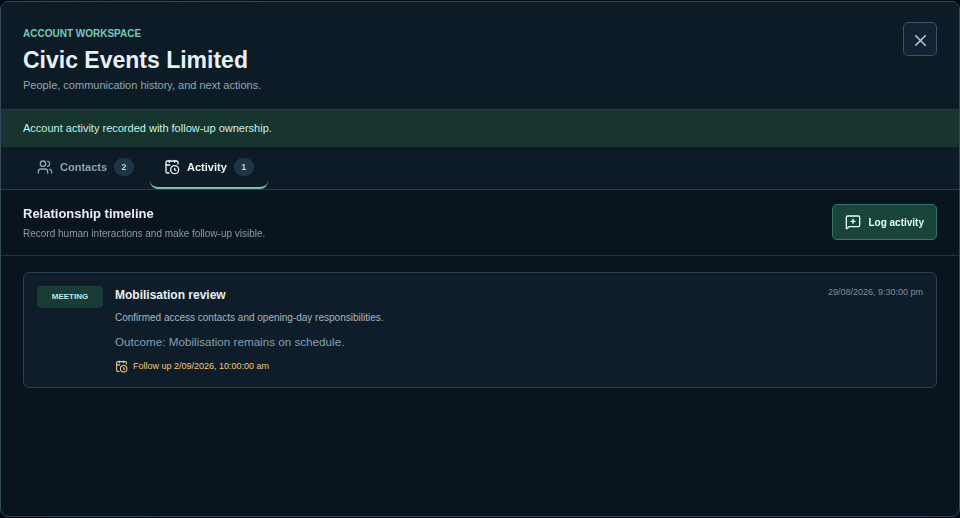 ACCOUNT WORKSPACE
Civic Events Limited
People, communication history, and next actions.
Account activity recorded with follow-up ownership.
Contacts 2 Activity 1
Relationship timeline
Record human interactions and make follow-up visible.
Log activity
MEETING
Mobilisation review
29/08/2026, 9:30:00 pm
Confirmed access contacts and opening-day responsibilities.
Outcome: Mobilisation remains on schedule.
Follow up 2/09/2026, 10:00:00 am